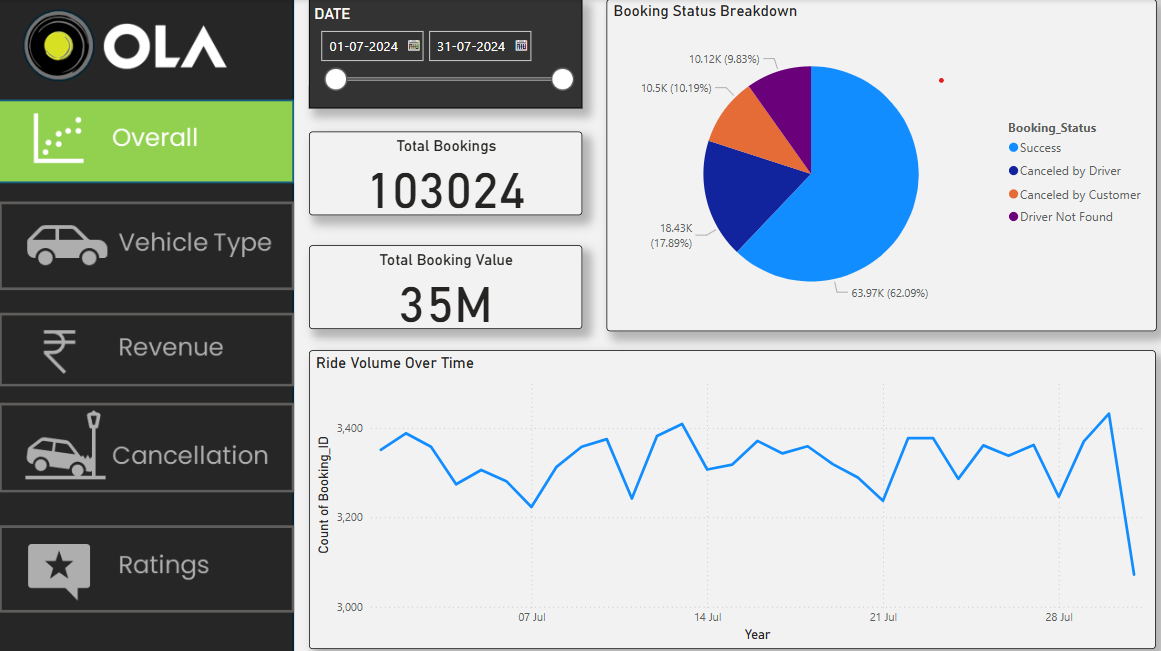 OLA
Overall
Vehicle Type
Revenue
Cancellation
Ratings
DATE
01-07-2024
31-07-2024
Total Bookings
103024
Total Booking Value
35M
Booking Status Breakdown
10.12K (9.83%)
10.5K (10.19%)
18.43K
(17.89%)
63.97K (62.09%)
Booking_Status
Success
Canceled by Driver
Canceled by Customer
Driver Not Found
Ride Volume Over Time
Count of Booking_ID
3,400
3,200
3,000
07 Jul
14 Jul
21 Jul
28 Jul
Year